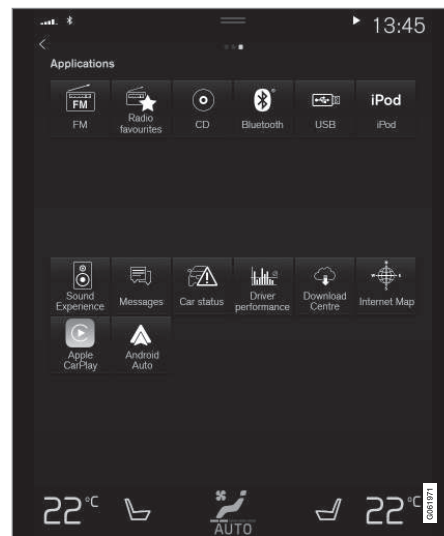 13:45
Applications
FM
iPod
FM
Radio
favourites
CD
Bluetooth
USB
iPod
Sound
Experience
Messages
Car status
Driver
performance
Download
Centre
Internet Map
Apple
CarPlay
Android
Auto
22°C
AUTO
22°C
G061971